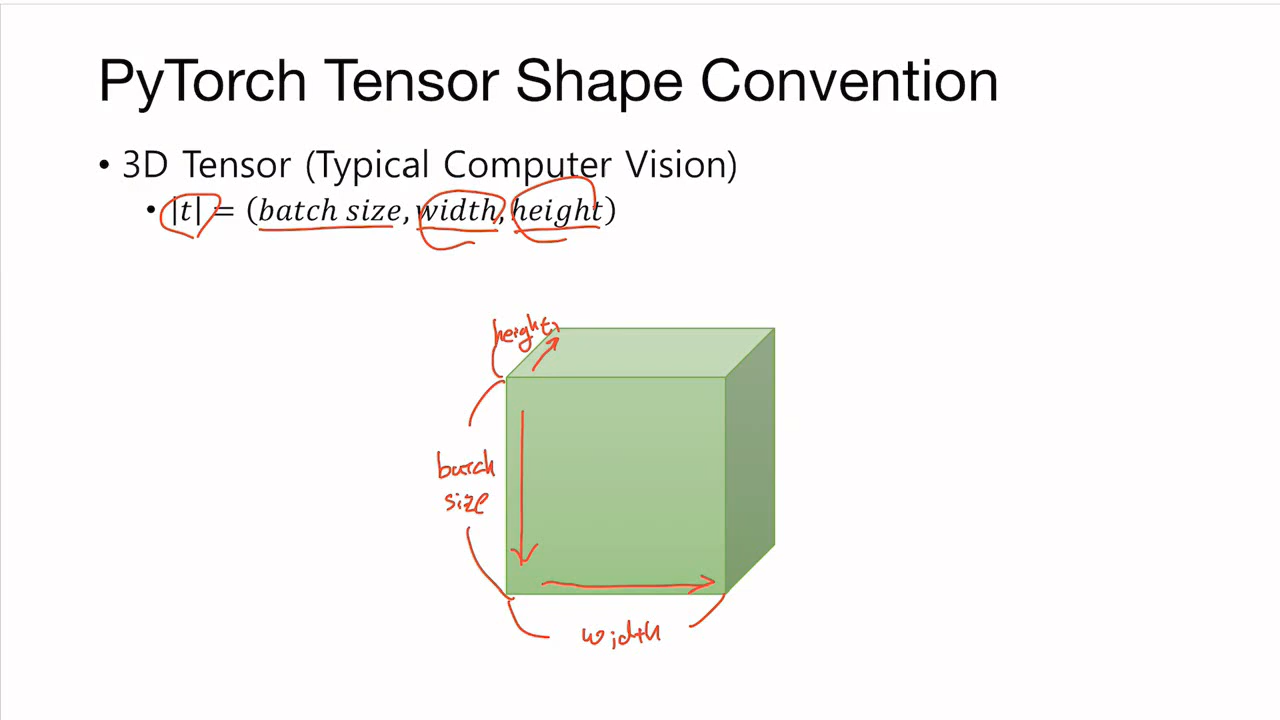 PyTorch Tensor Shape Convention
• 3D Tensor (Typical Computer Vision)
• |t| = (batch size, width, height)
height
batch
size
width